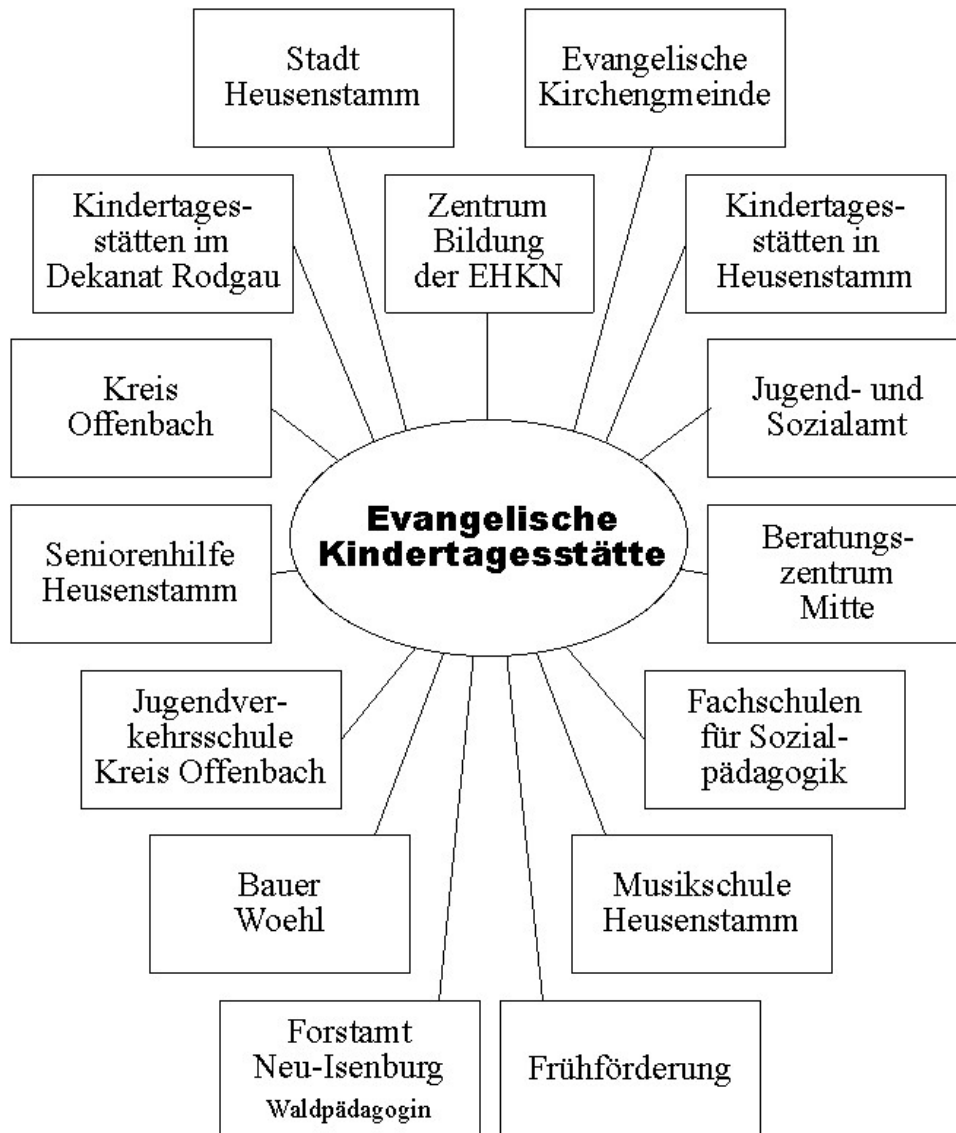 Stadt
Heusenstamm
Evangelische
Kirchengmeinde
Kindertages-
stätten im
Dekanat Rodgau
Zentrum
Bildung
der EHKN
Kindertages-
stätten in
Heusenstamm
Kreis
Offenbach
Jugend- und
Sozialamt
Evangelische
Kindertagesstätte
Seniorenhilfe
Heusenstamm
Beratungs-
zentrum
Mitte
Jugendver-
kehrsschule
Kreis Offenbach
Fachschulen
für Sozial-
pädagogik
Bauer
Woehl
Musikschule
Heusenstamm
Forstamt
Neu-Isenburg
Waldpädagogin
Frühförderung